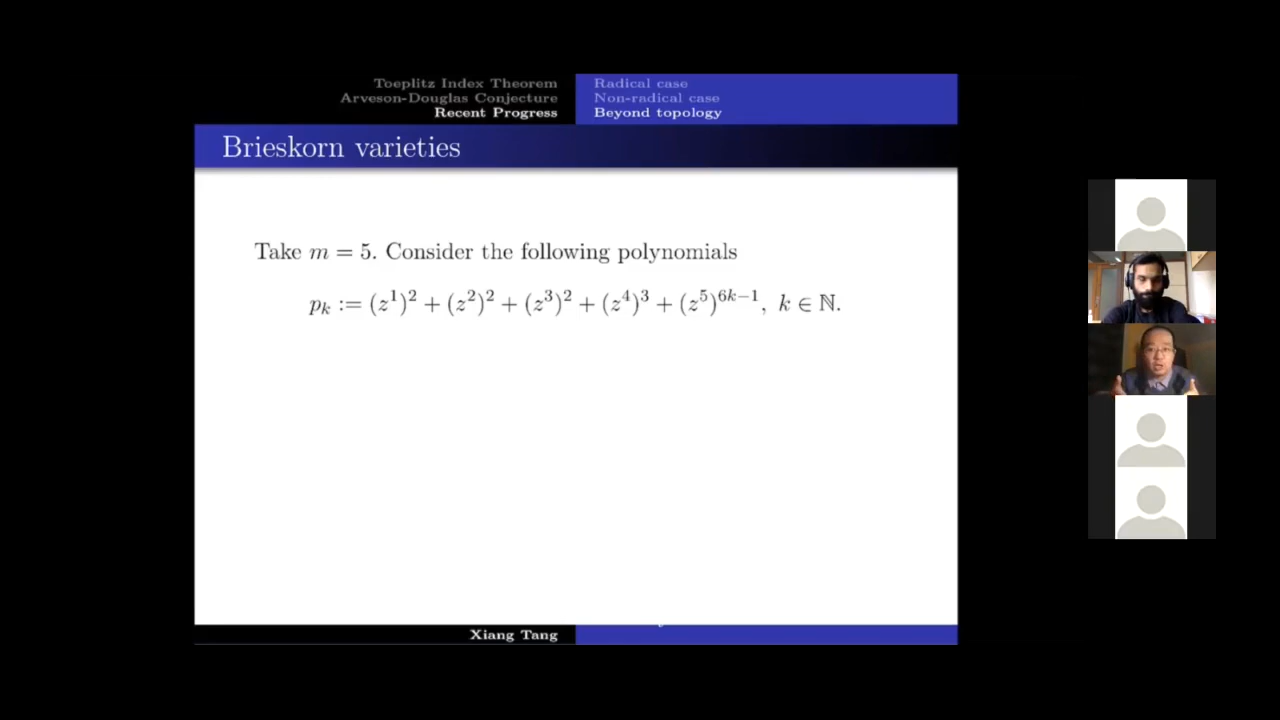 Toeplitz Index Theorem
Arveson-Douglas Conjecture
Recent Progress
Radical case
Non-radical case
Beyond topology
Brieskorn varieties
Take m = 5. Consider the following polynomials
p_k := (z^1)^2 + (z^2)^2 + (z^3)^2 + (z^4)^3 + (z^5)^{6k−1}, k ∈ ℕ.
Xiang Tang